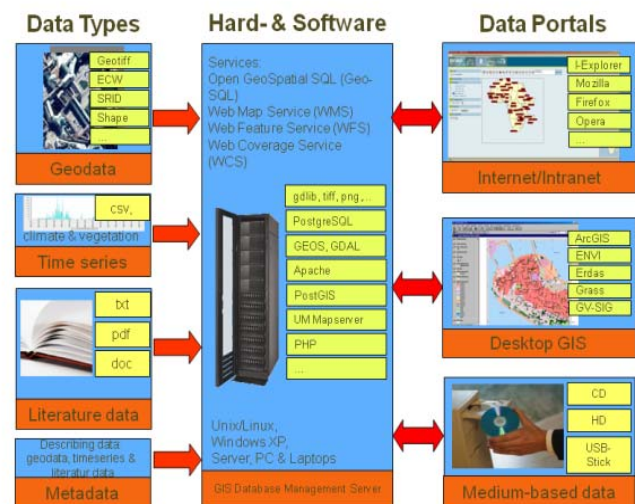 Data Types
Hard- & Software
Data Portals
Geotiff
ECW
SRID
Shape
...
Geodata
csv,
climate & vegetation
Time series
txt
pdf
doc
Literature data
Describing data:
geodata, timeseries &
literatur data
Metadata
Services:
Open GeoSpatial SQL (Geo-
SQL)
Web Map Service (WMS)
Web Feature Service (WFS)
Web Coverage Service
(WCS)
gdlib, tiff, png,...
PostgreSQL
GEOS, GDAL
Apache
PostGIS
UM Mapserver
PHP
...
Unix/Linux,
Windows XP,
Server, PC & Laptops
GIS Database Management Server
I-Explorer
Mozilla
Firefox
Opera
...
Internet/Intranet
ArcGIS
ENVI
Erdas
Grass
GV-SIG
Desktop GIS
CD
HD
USB-
Stick
Medium-based data